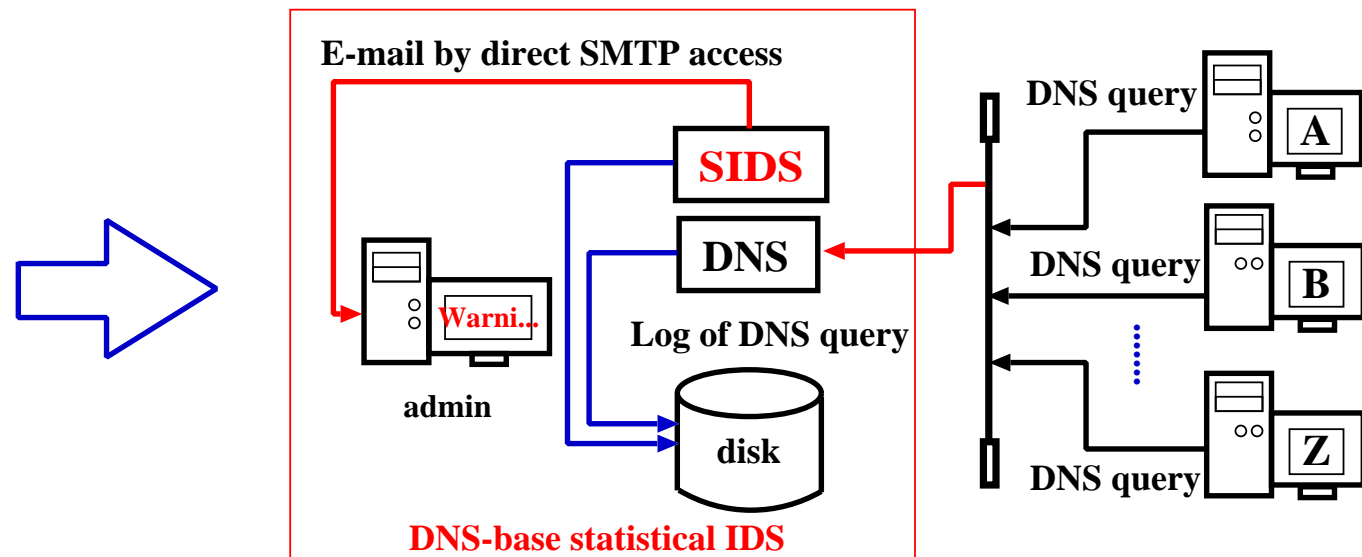 E-mail by direct SMTP access
DNS query
A
SIDS
DNS
DNS query
B
Warni...
Log of DNS query
admin
disk
Z
DNS query
DNS-base statistical IDS